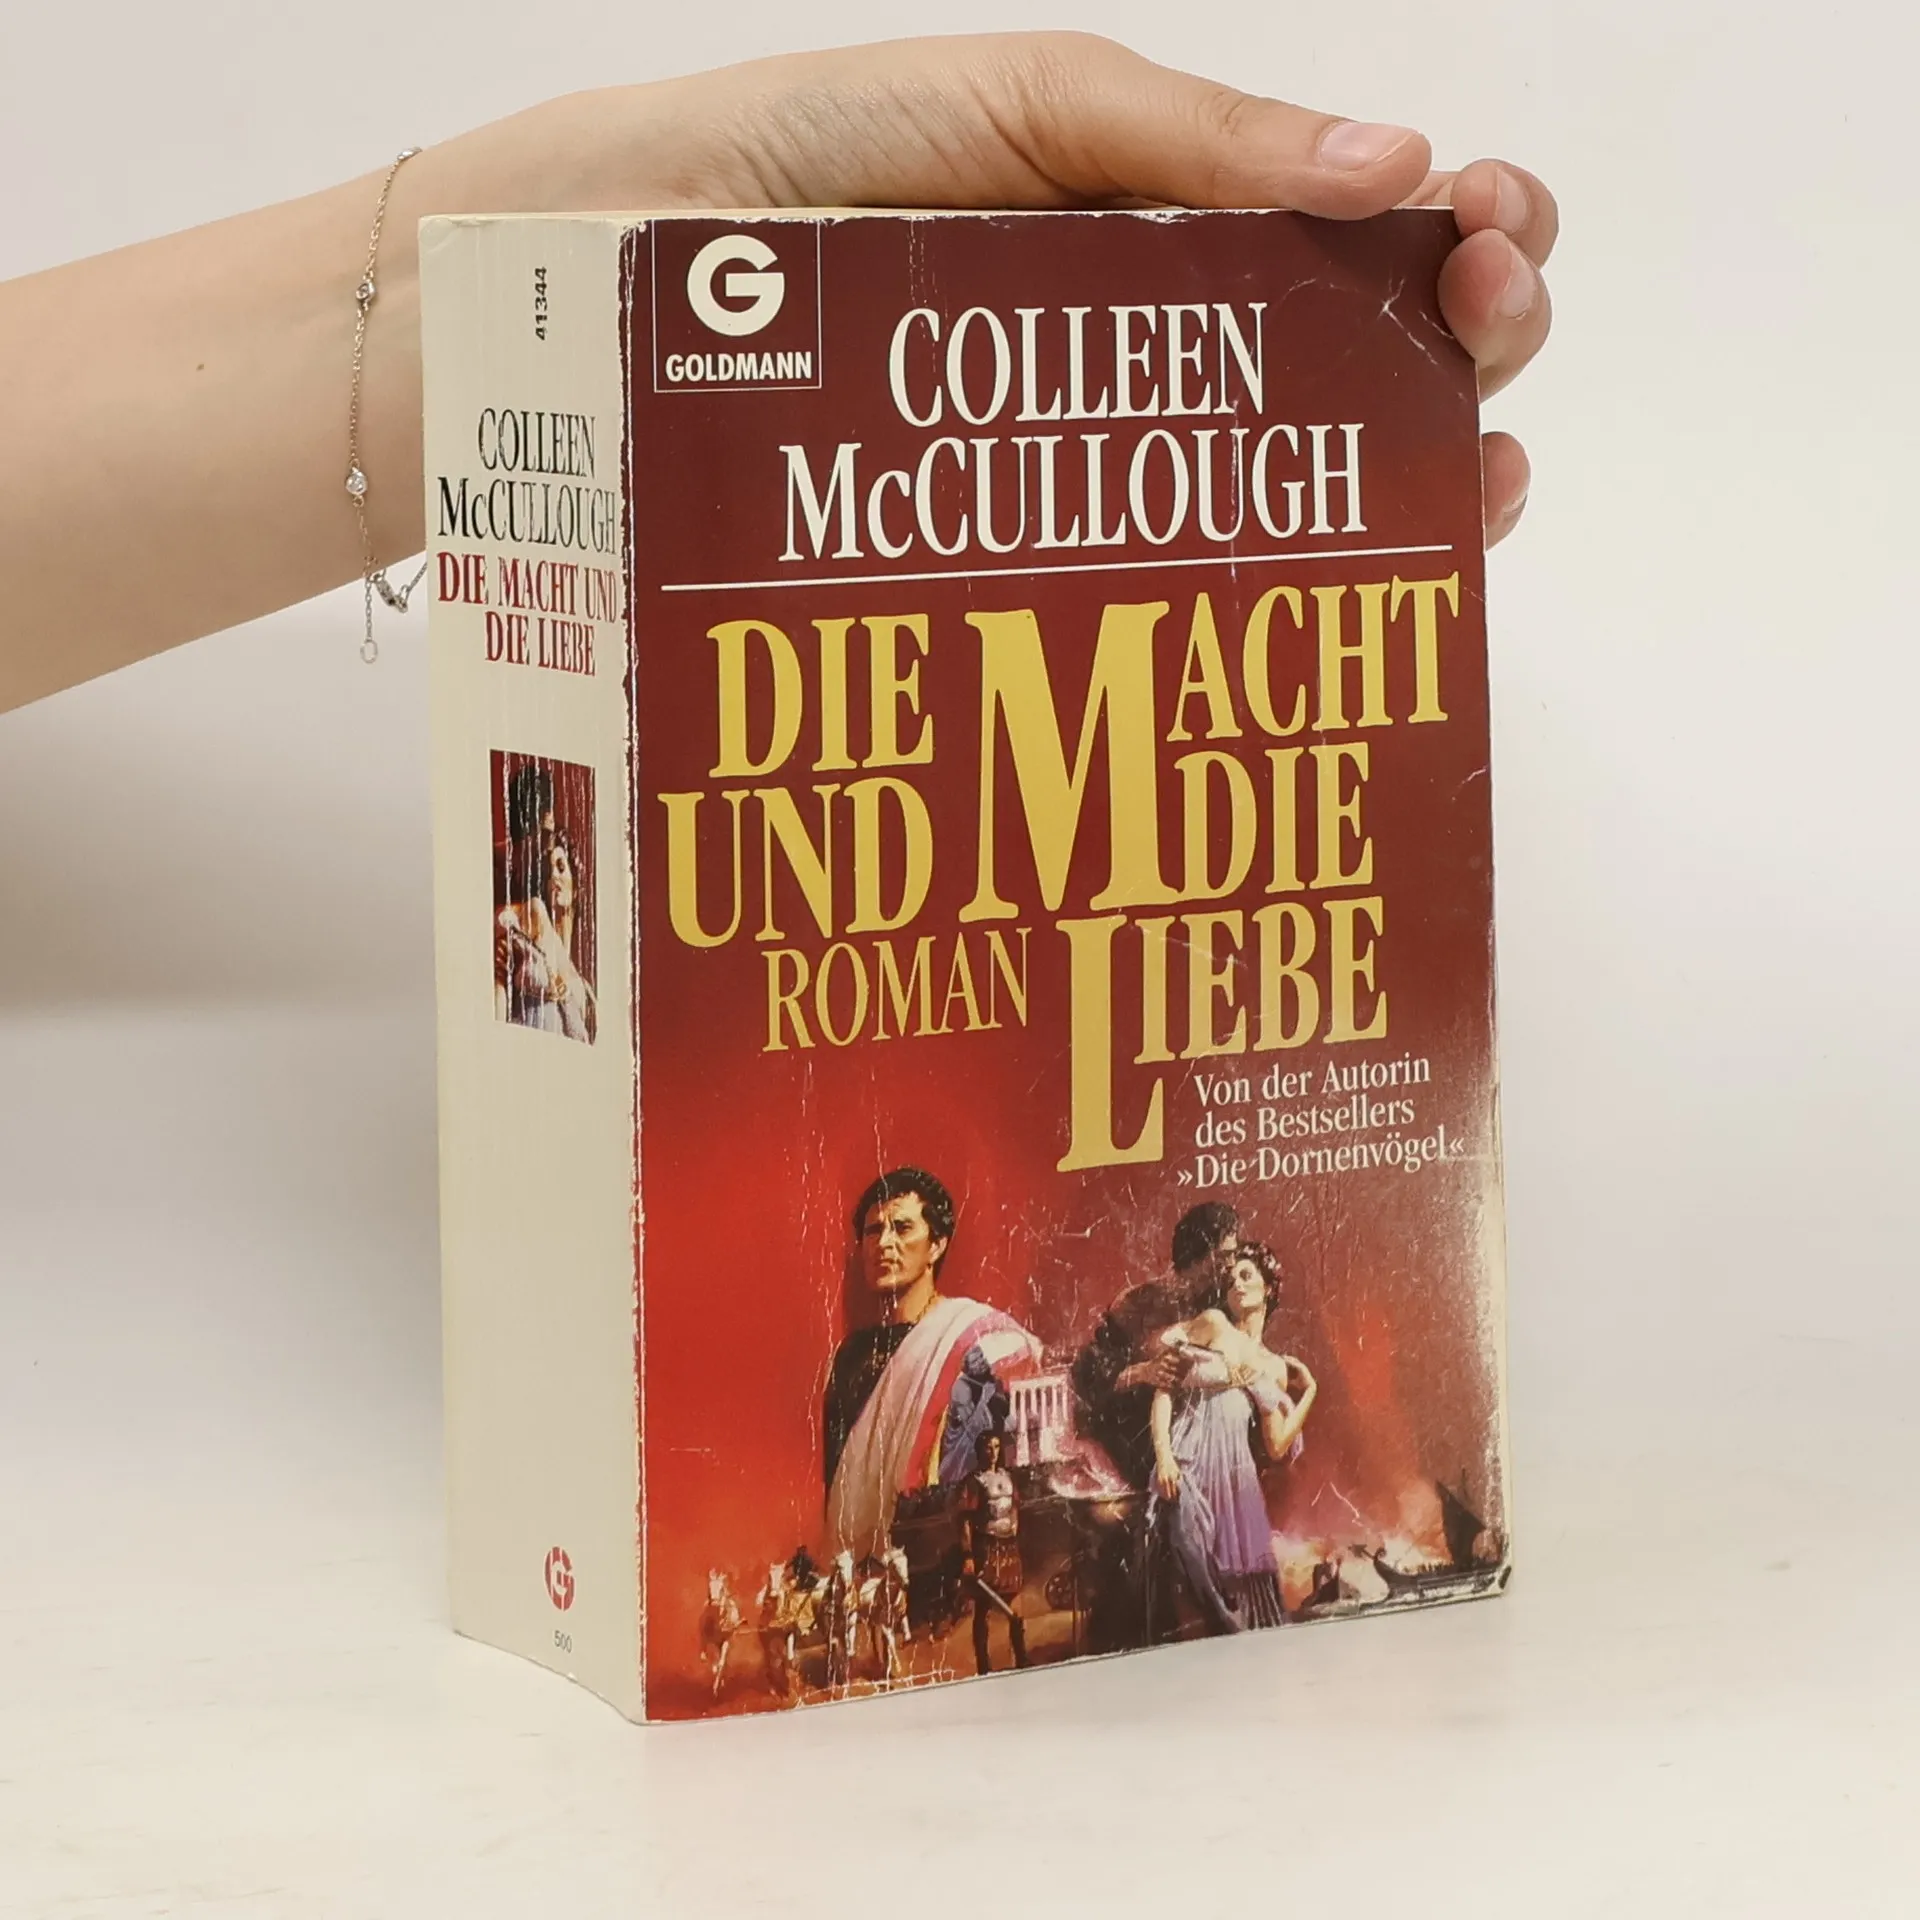 41344
COLLEEN
McCULLOUGH
DIE MACHT UND
DIE LIEBE
500
G
GOLDMANN
COLLEEN
McCULLOUGH
DIE MACHT
UND DIE
ROMAN LIEBE
Von der Autorin
des Bestsellers
»Die Dornenvögel«